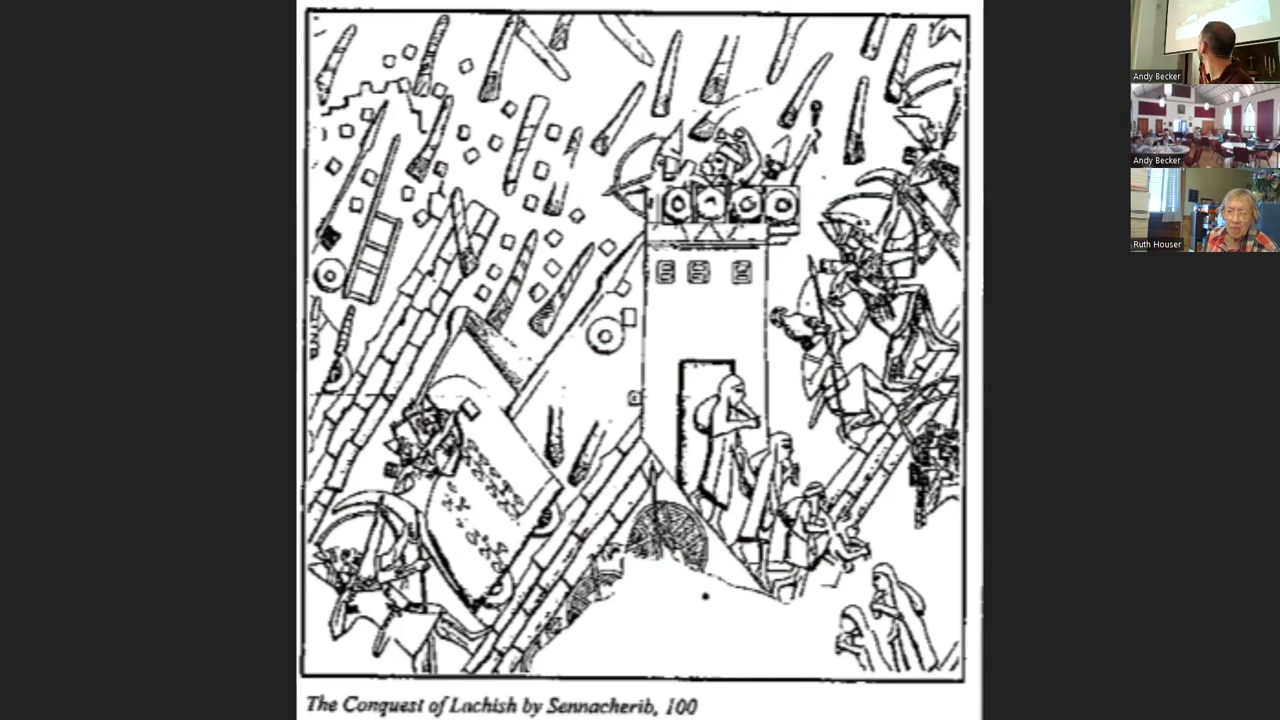 The Conquest of Lachish by Sennacherib, 100
Andy Becker
Andy Becker
Ruth Houser